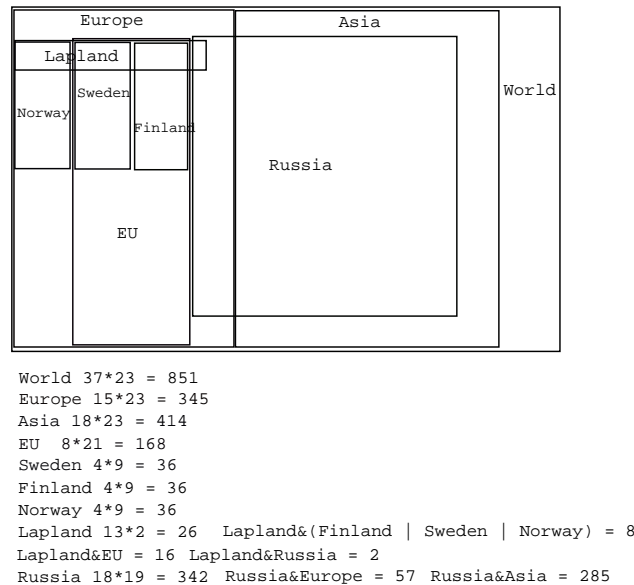 Europe
Asia
Lapland
World
Sweden
Norway
Finland
Russia
EU
World 37*23 = 851
Europe 15*23 = 345
Asia 18*23 = 414
EU 8*21 = 168
Sweden 4*9 = 36
Finland 4*9 = 36
Norway 4*9 = 36
Lapland 13*2 = 26 Lapland&(Finland | Sweden | Norway) = 8
Lapland&EU = 16 Lapland&Russia = 2
Russia 18*19 = 342 Russia&Europe = 57 Russia&Asia = 285